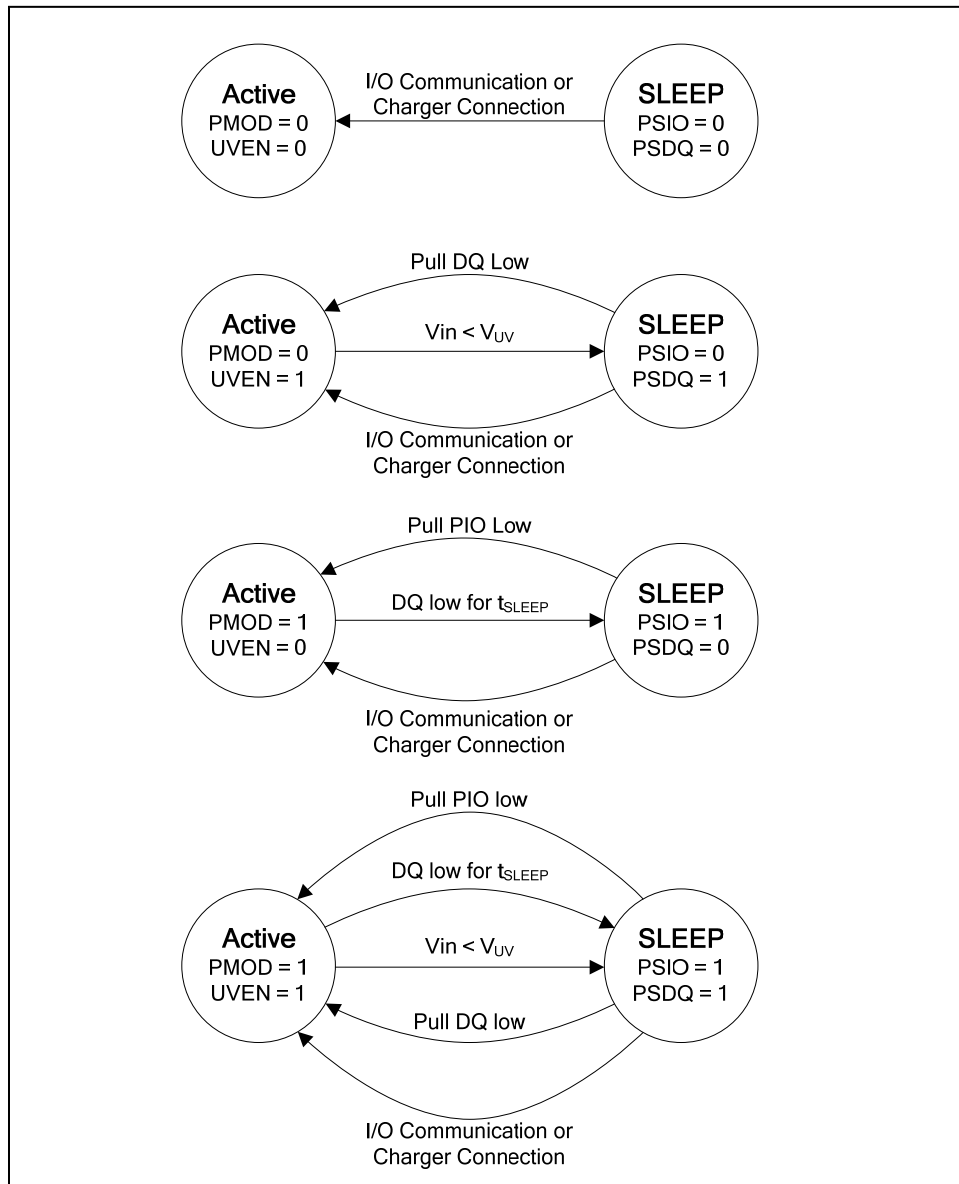 I/O Communication or
Charger Connection
Active
PMOD = 0
UVEN = 0
SLEEP
PSIO = 0
PSDQ = 0
Pull DQ Low
Active
PMOD = 0
UVEN = 1
Vin < VUV
SLEEP
PSIO = 0
PSDQ = 1
I/O Communication or
Charger Connection
Pull PIO Low
Active
PMOD = 1
UVEN = 0
DQ low for tSLEEP
SLEEP
PSIO = 1
PSDQ = 0
I/O Communication or
Charger Connection
Pull PIO low
DQ low for tSLEEP
Active
PMOD = 1
UVEN = 1
Vin < VUV
SLEEP
PSIO = 1
PSDQ = 1
Pull DQ low
I/O Communication or
Charger Connection